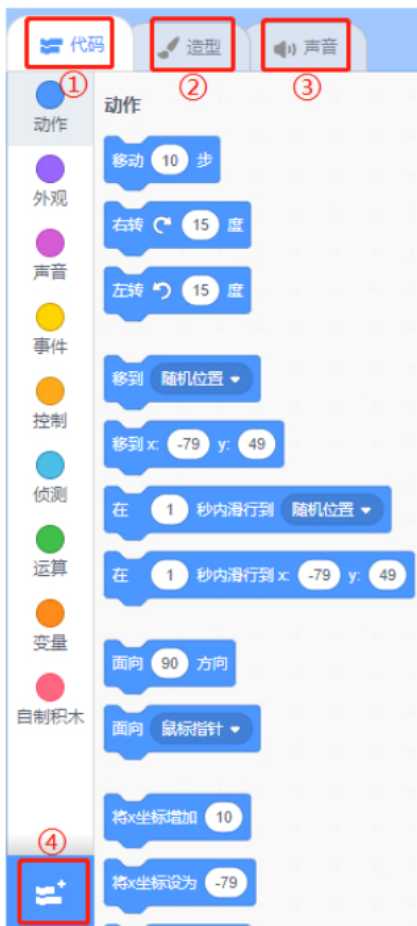 代码 造型 声音
① ② ③
动作
动作
移动 10 步
外观
右转 15 度
声音
左转 15 度
事件
移到 随机位置
控制
移到 x: -79 y: 49
侦测
在 1 秒内滑行到 随机位置
运算
在 1 秒内滑行到 x: -79 y: 49
变量
面向 90 方向
自制积木
面向 鼠标指针
将x坐标增加 10
④
将x坐标设为 -79